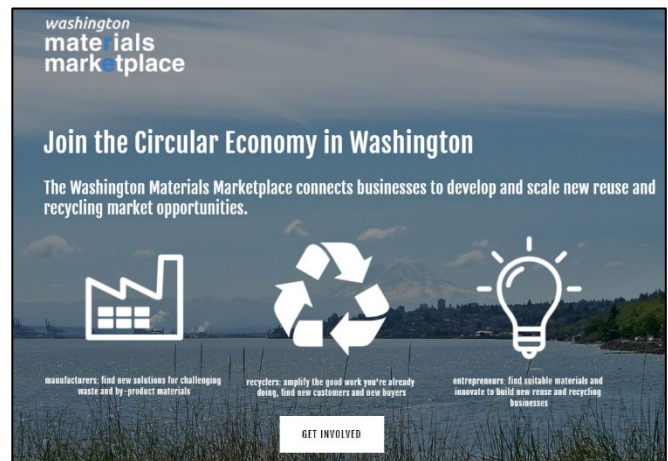 washington
materials
marketplace
Join the Circular Economy in Washington
The Washington Materials Marketplace connects businesses to develop and scale new reuse and
recycling market opportunities.
manufacturers: find new solutions for challenging
waste and by-product materials
recyclers: amplify the good work you're already
doing, find new customers and new buyers
entrepreneurs: find suitable materials and
innovate to build new reuse and recycling
businesses
GET INVOLVED